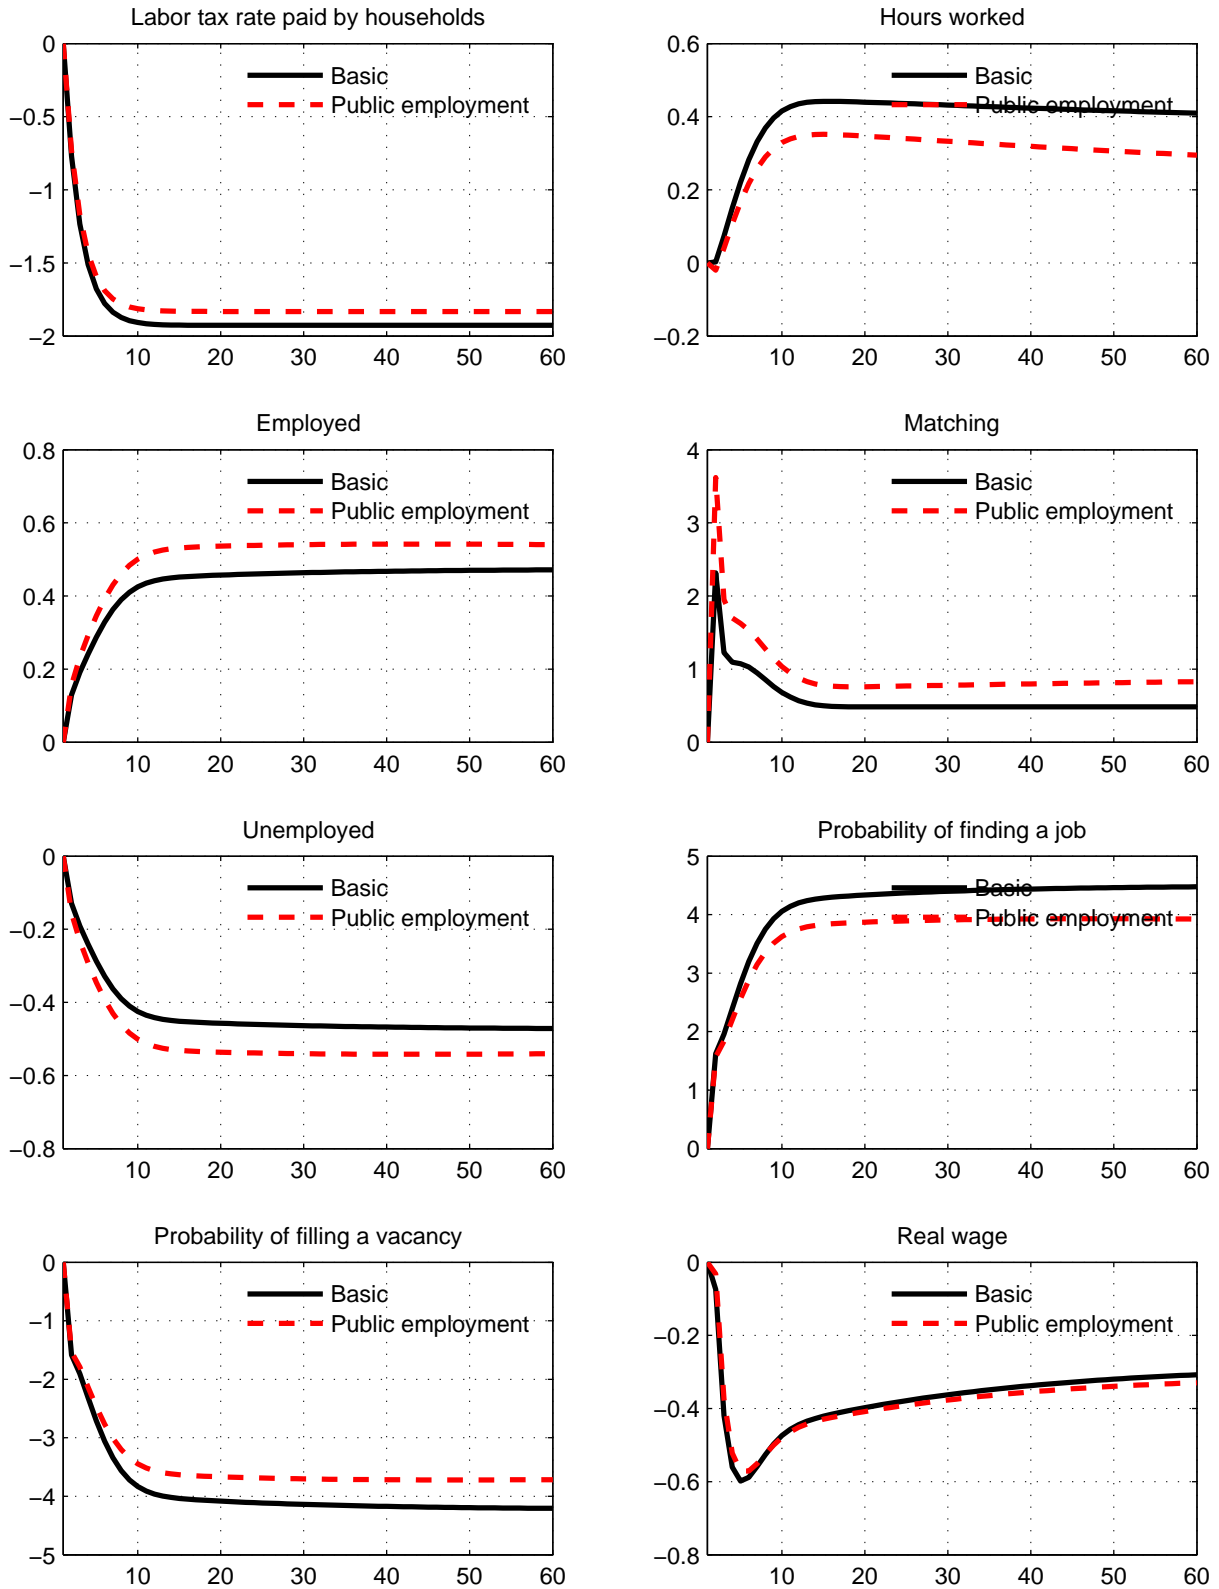 Labor tax rate paid by households
0
−0.5
−1
−1.5
−2
10 20 30 40 50 60
Basic
Public employment
Hours worked
0.6
0.4
0.2
0
−0.2
10 20 30 40 50 60
Basic
Public employment
Employed
0.8
0.6
0.4
0.2
0
10 20 30 40 50 60
Basic
Public employment
Matching
4
3
2
1
0
10 20 30 40 50 60
Basic
Public employment
Unemployed
0
−0.2
−0.4
−0.6
−0.8
10 20 30 40 50 60
Basic
Public employment
Probability of finding a job
5
4
3
2
1
0
10 20 30 40 50 60
Basic
Public employment
Probability of filling a vacancy
0
−1
−2
−3
−4
−5
10 20 30 40 50 60
Basic
Public employment
Real wage
0
−0.2
−0.4
−0.6
−0.8
10 20 30 40 50 60
Basic
Public employment